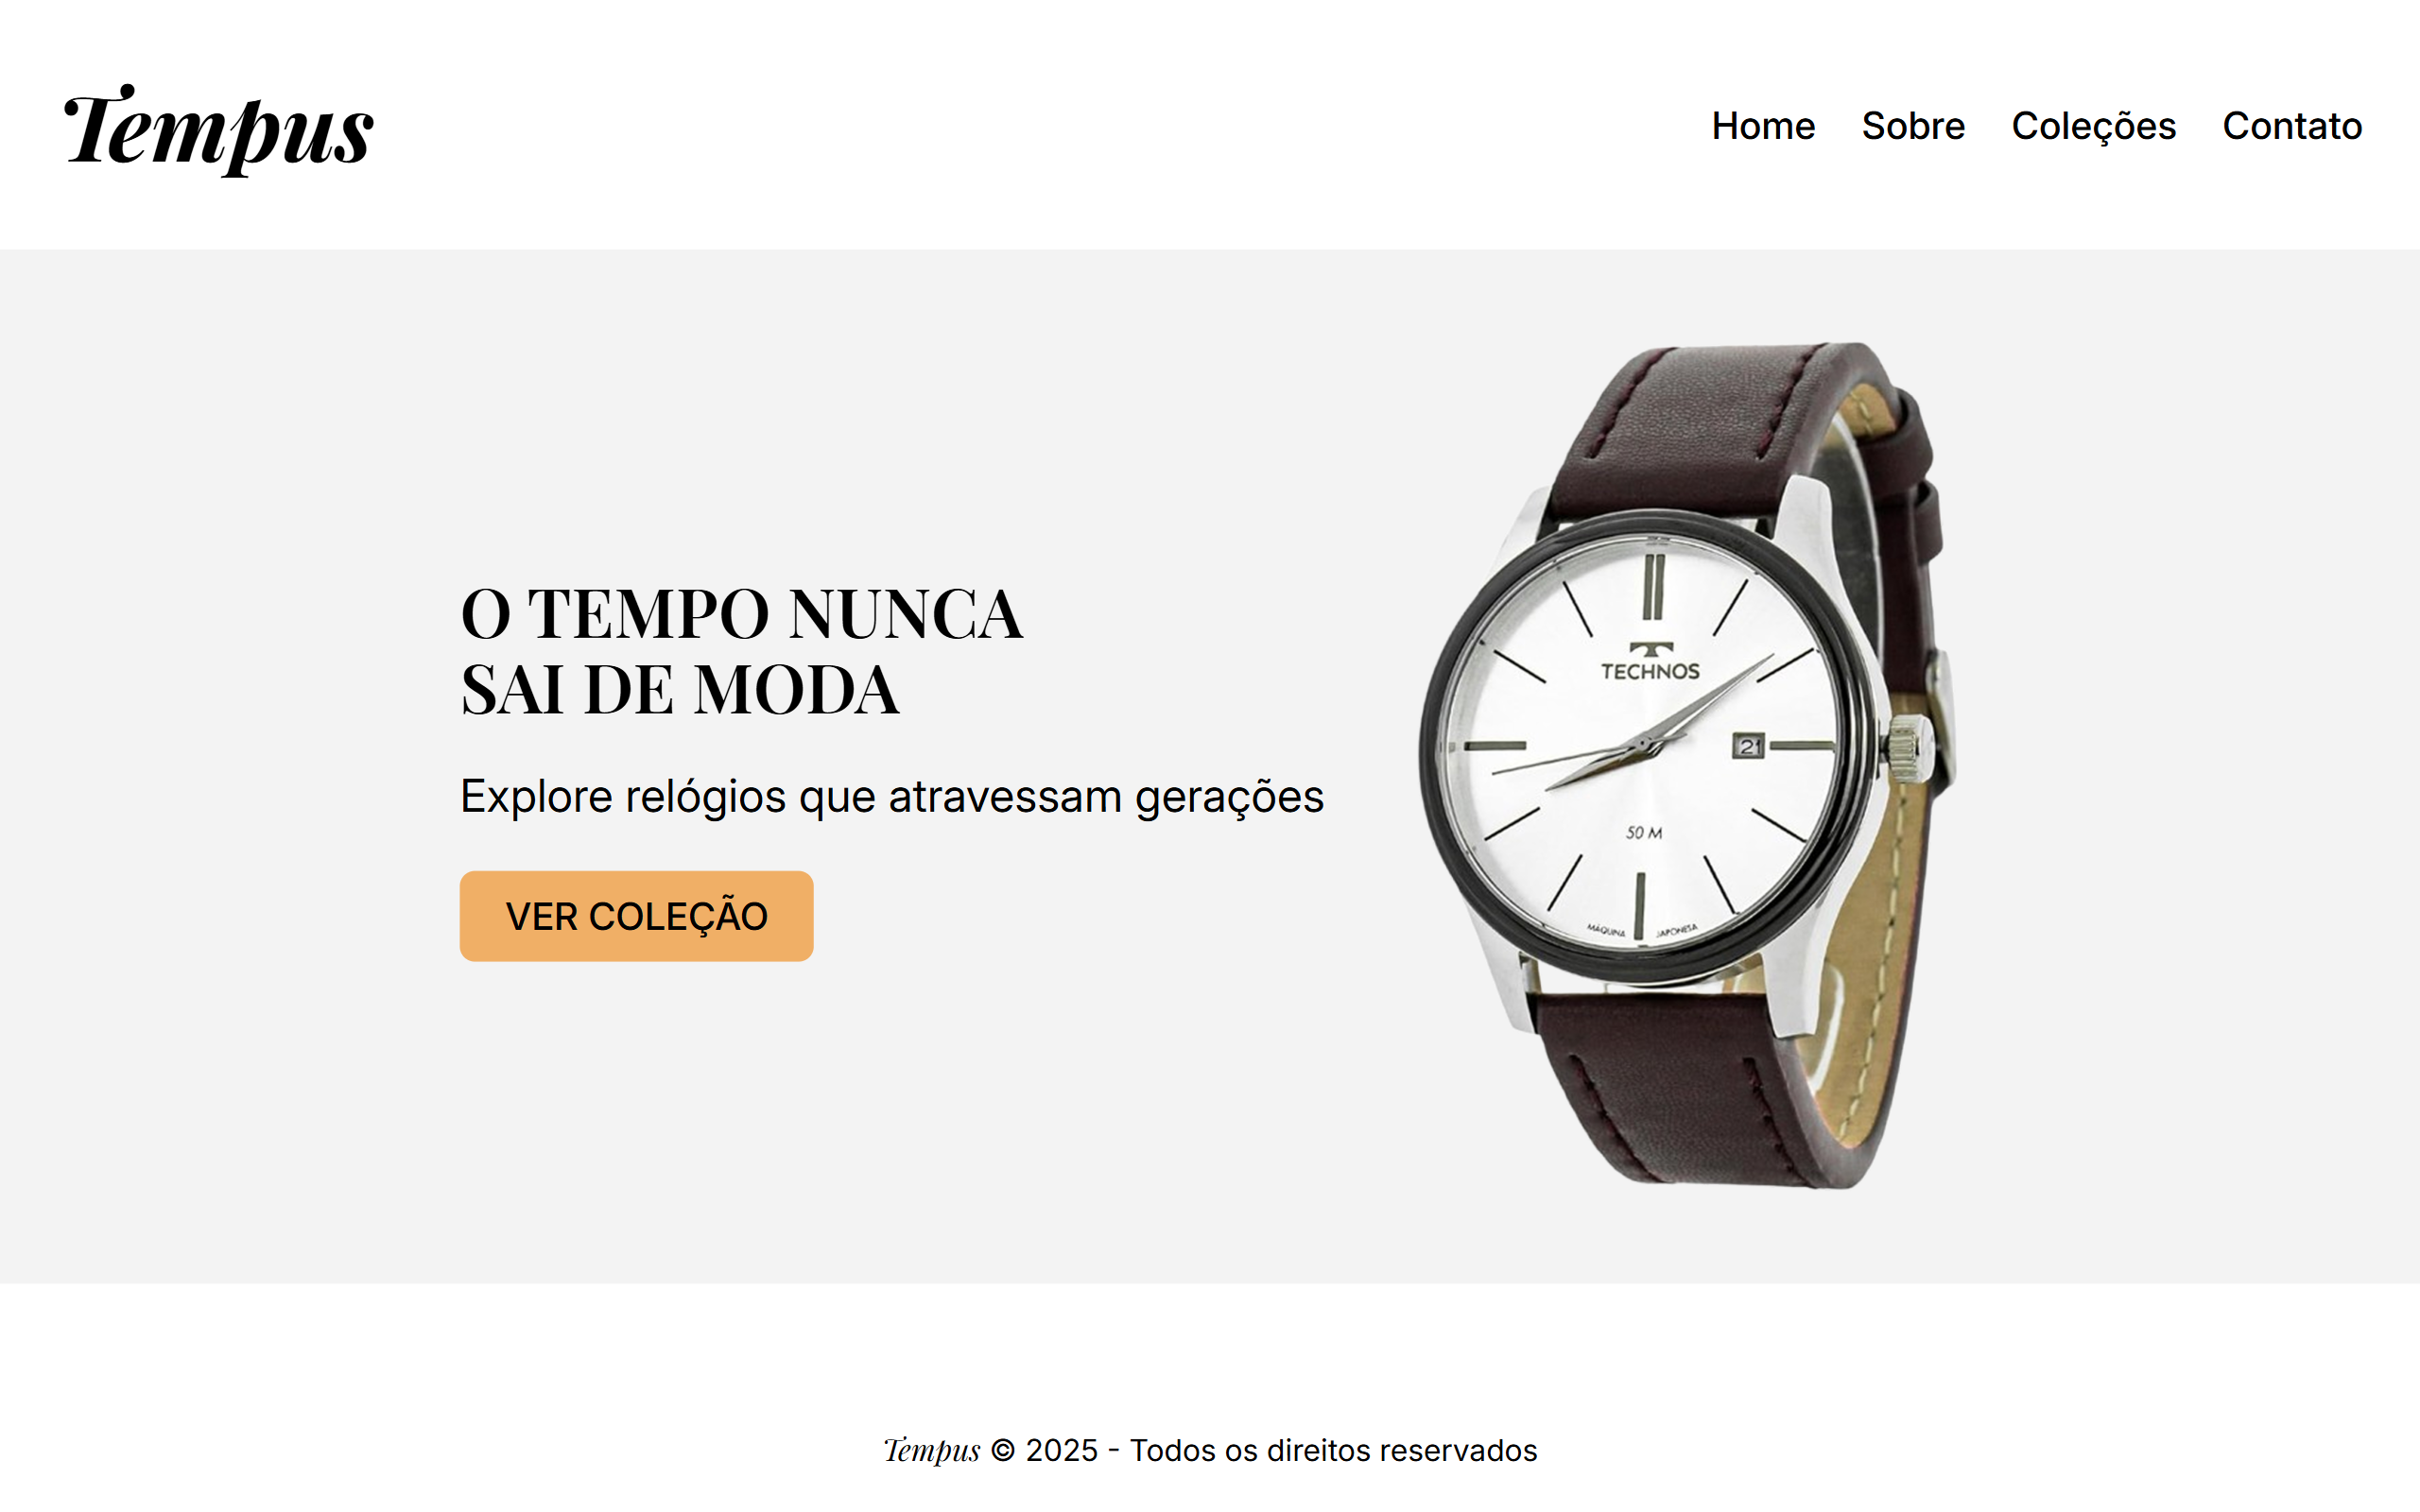 Tempus
Home Sobre Coleções Contato
O TEMPO NUNCA
SAI DE MODA
Explore relógios que atravessam gerações
VER COLEÇÃO
T
TECHNOS
21
50 M
MÁQUINA JAPONESA
Tempus © 2025 - Todos os direitos reservados